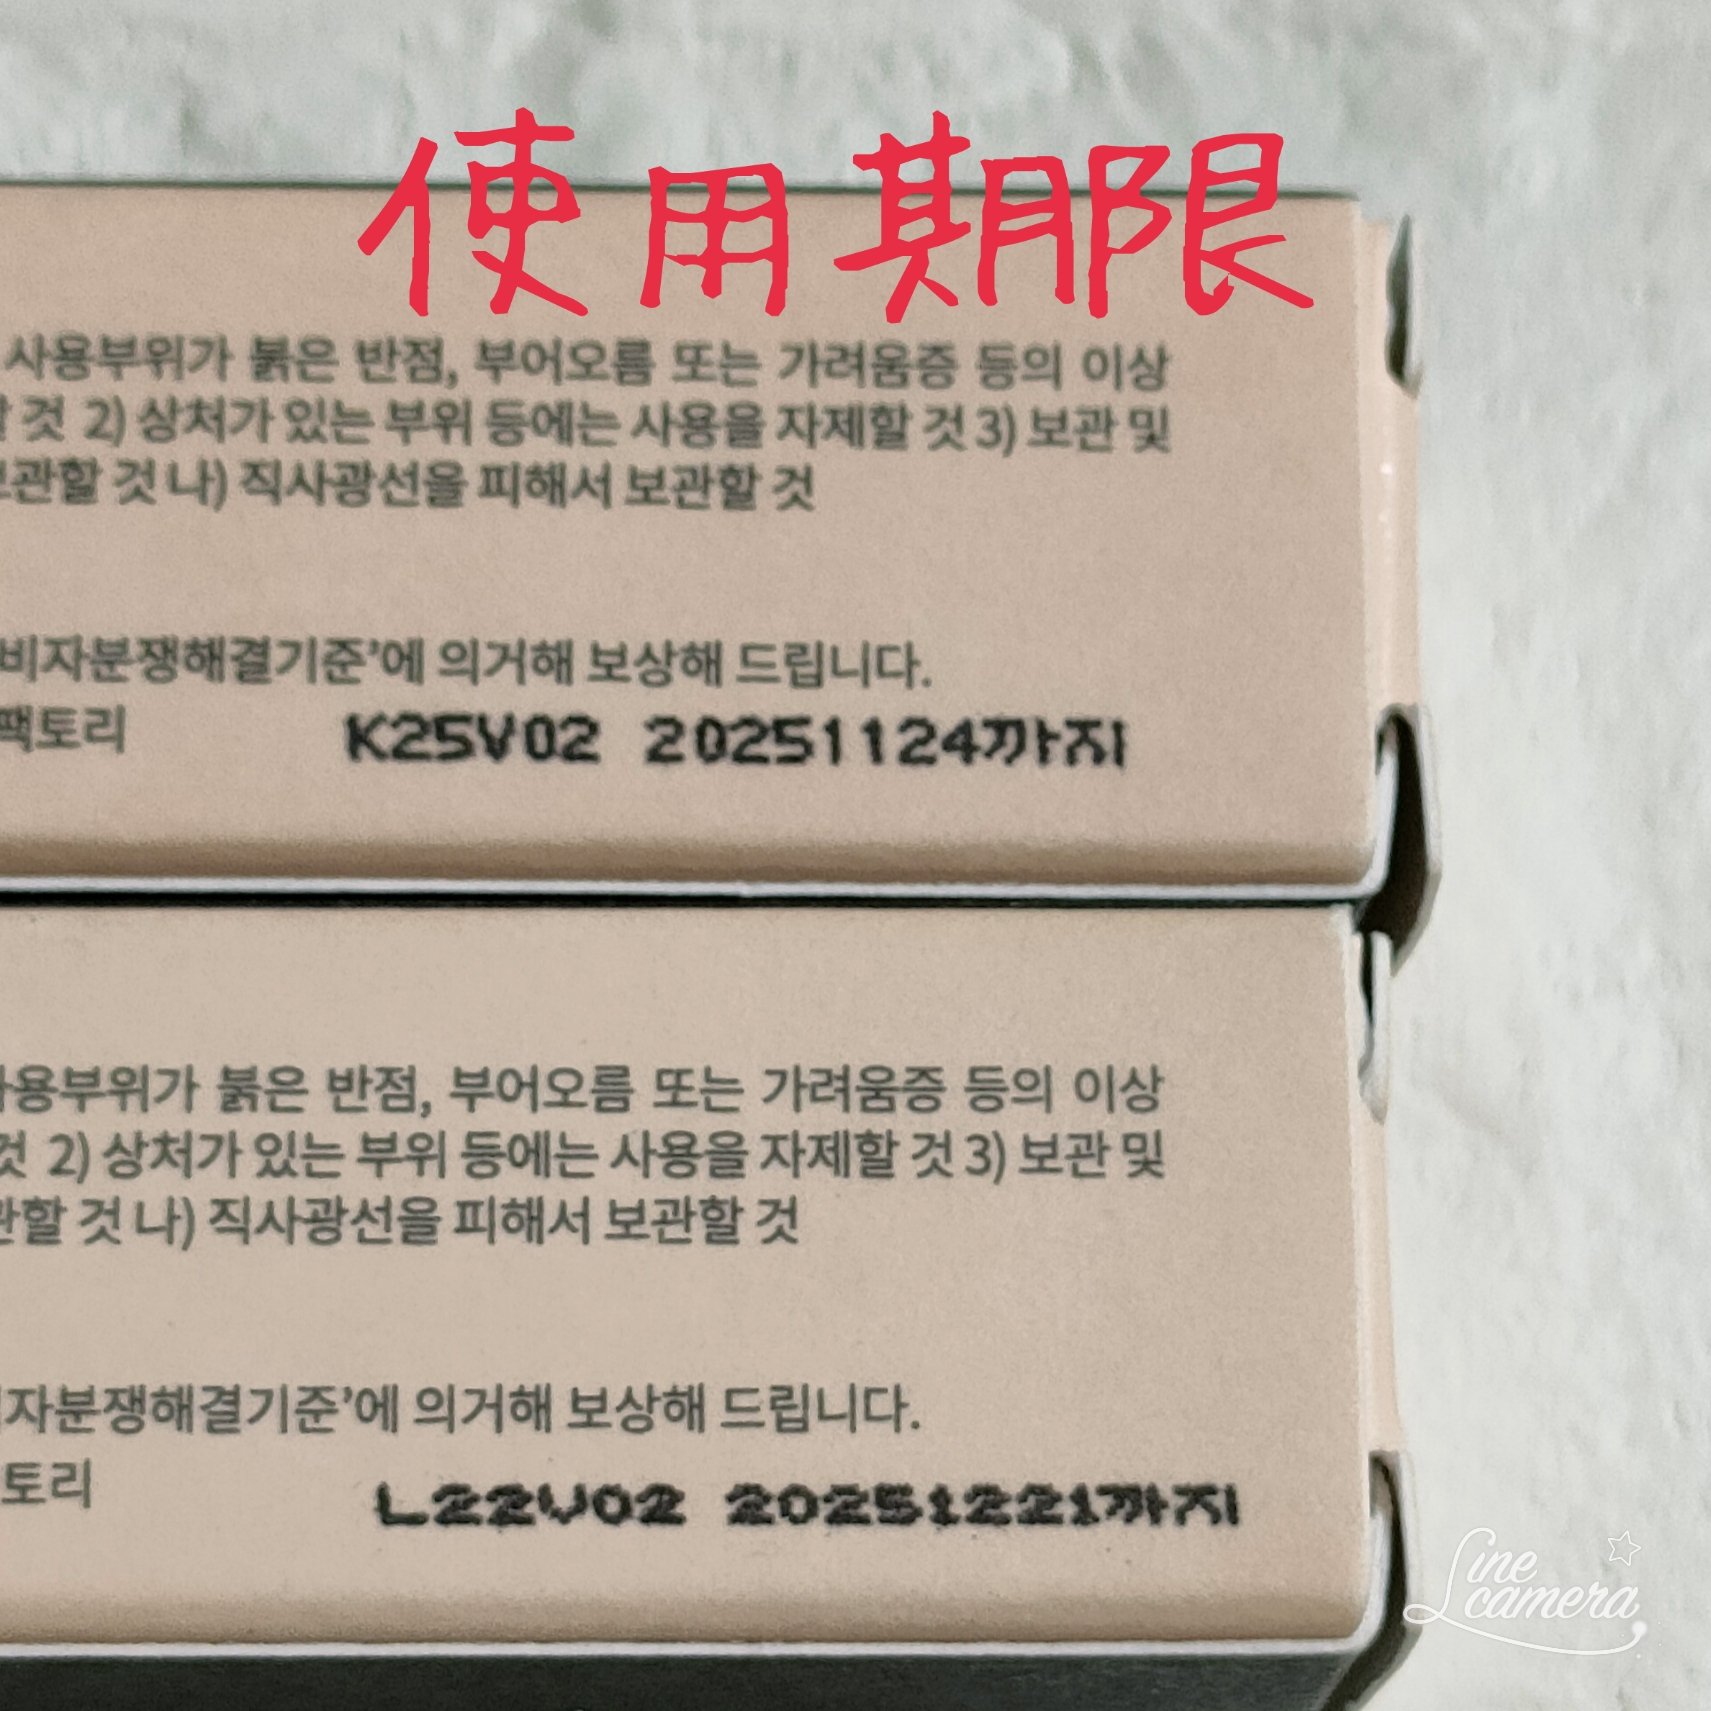 使用期限
사용부위가 붉은 반점, 부어오름 또는 가려움증 등의 이상
할 것 2) 상처가 있는 부위 등에는 사용을 자제할 것 3) 보관 및
보관할 것 나) 직사광선을 피해서 보관할 것
비자분쟁해결기준’에 의거해 보상해 드립니다.
팩토리
K25V02 20251124까지
사용부위가 붉은 반점, 부어오름 또는 가려움증 등의 이상
것 2) 상처가 있는 부위 등에는 사용을 자제할 것 3) 보관 및
관할 것 나) 직사광선을 피해서 보관할 것
자분쟁해결기준’에 의거해 보상해 드립니다.
토리
L22V02 20251221까지
Line camera